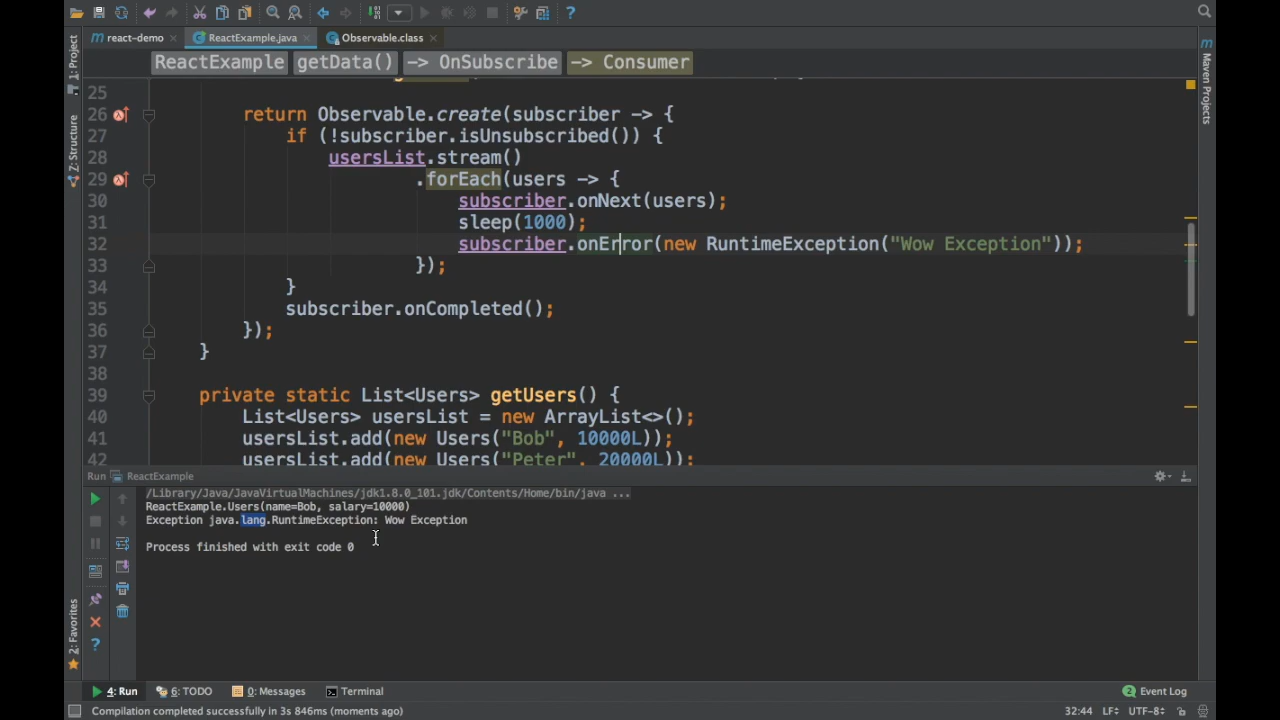 react-demo ReactExample.java Observable.class
1: Project
Z: Structure
2: Favorites
Maven Projects
ReactExample getData() -> OnSubscribe -> Consumer
25
26 return Observable.create(subscriber -> {
27 if (!subscriber.isUnsubscribed()) {
28 usersList.stream()
29 .forEach(users -> {
30 subscriber.onNext(users);
31 sleep(1000);
32 subscriber.onError(new RuntimeException("Wow Exception"));
33 });
34 }
35 subscriber.onCompleted();
36 });
37 }
38
39 private static List<Users> getUsers() {
40 List<Users> usersList = new ArrayList<>();
41 usersList.add(new Users("Bob", 10000L));
42 usersList.add(new Users("Peter", 20000L));
Run ReactExample
/Library/Java/JavaVirtualMachines/jdk1.8.0_101.jdk/Contents/Home/bin/java ...
ReactExample.Users(name=Bob, salary=10000)
Exception java.lang.RuntimeException: Wow Exception
Process finished with exit code 0
4: Run 6: TODO 0: Messages Terminal 2 Event Log
Compilation completed successfully in 3s 846ms (moments ago) 32:44 LF UTF-8